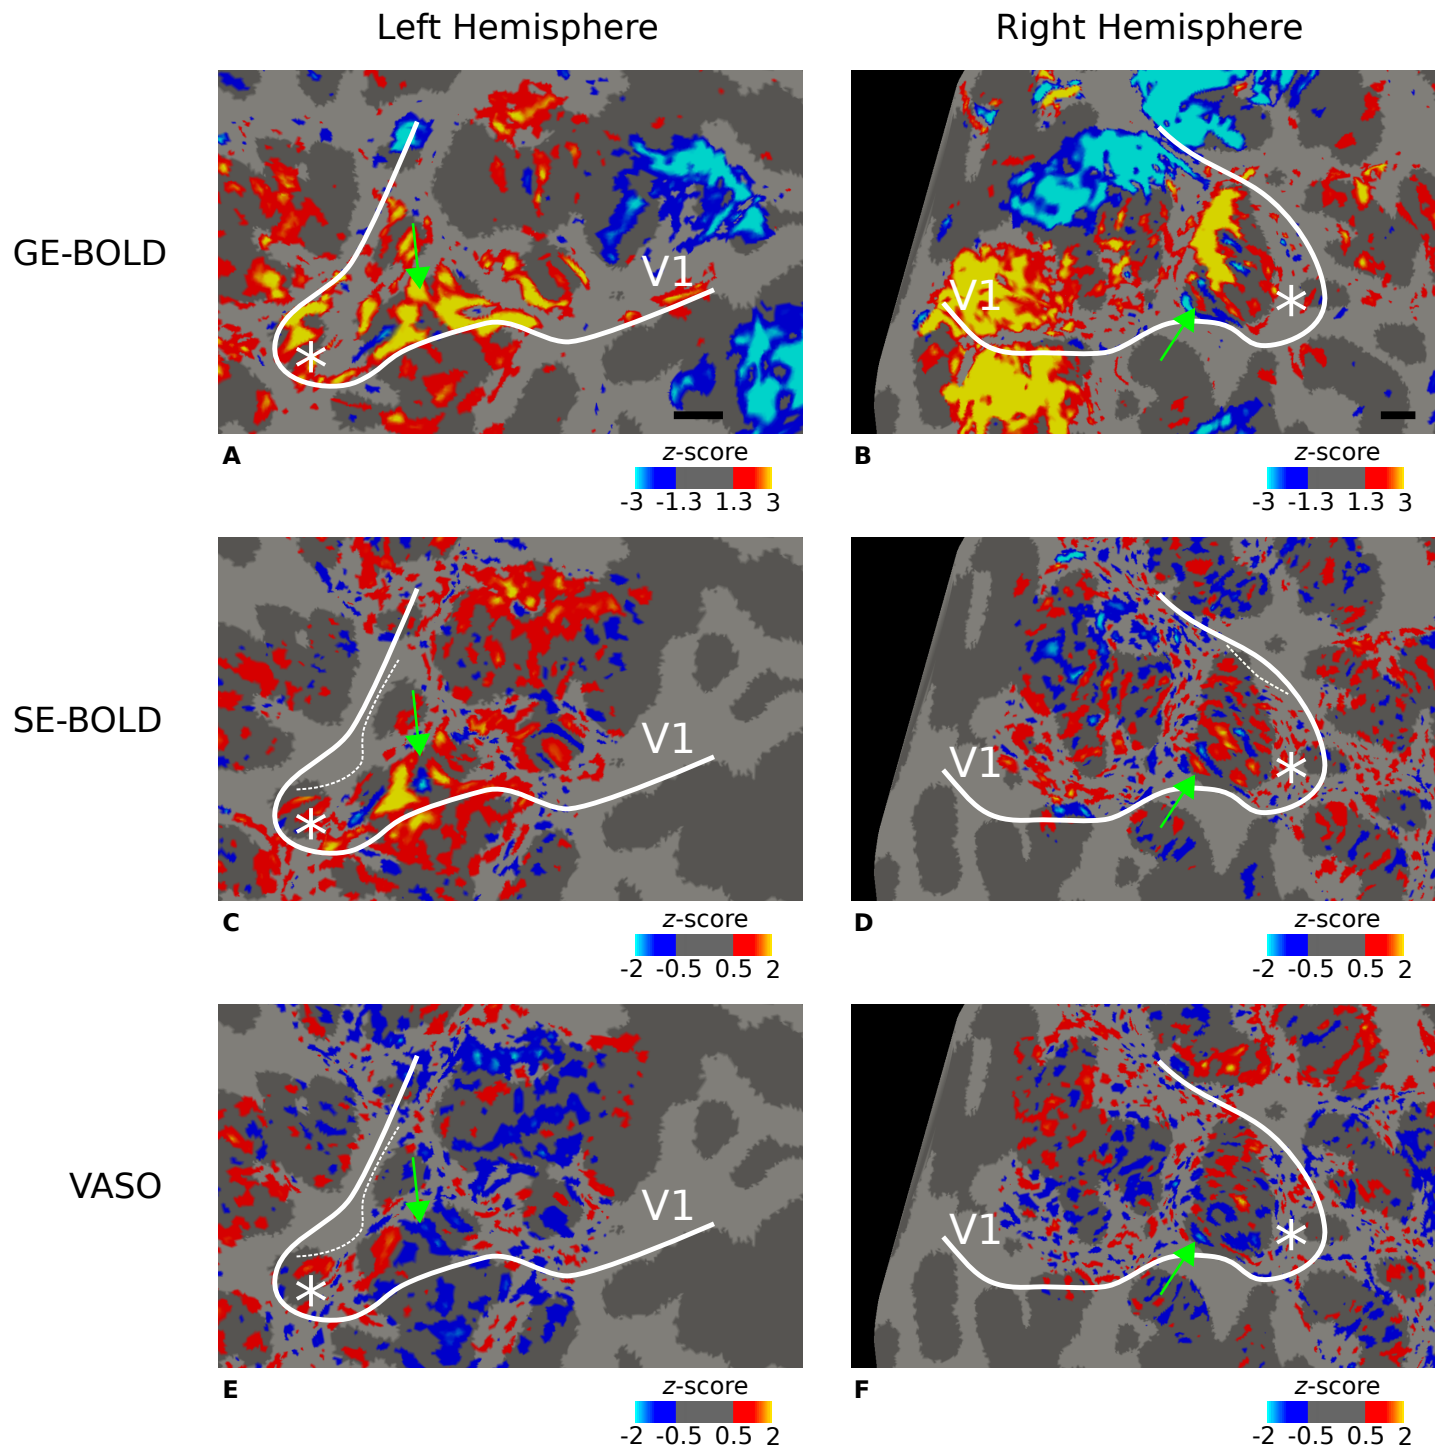 Left Hemisphere Right Hemisphere
GE-BOLD
V1
*
V1
*
A
z-score
-3 -1.3 1.3 3
B
z-score
-3 -1.3 1.3 3
SE-BOLD
V1
*
V1
*
C
z-score
-2 -0.5 0.5 2
D
z-score
-2 -0.5 0.5 2
VASO
V1
*
V1
*
E
z-score
-2 -0.5 0.5 2
F
z-score
-2 -0.5 0.5 2